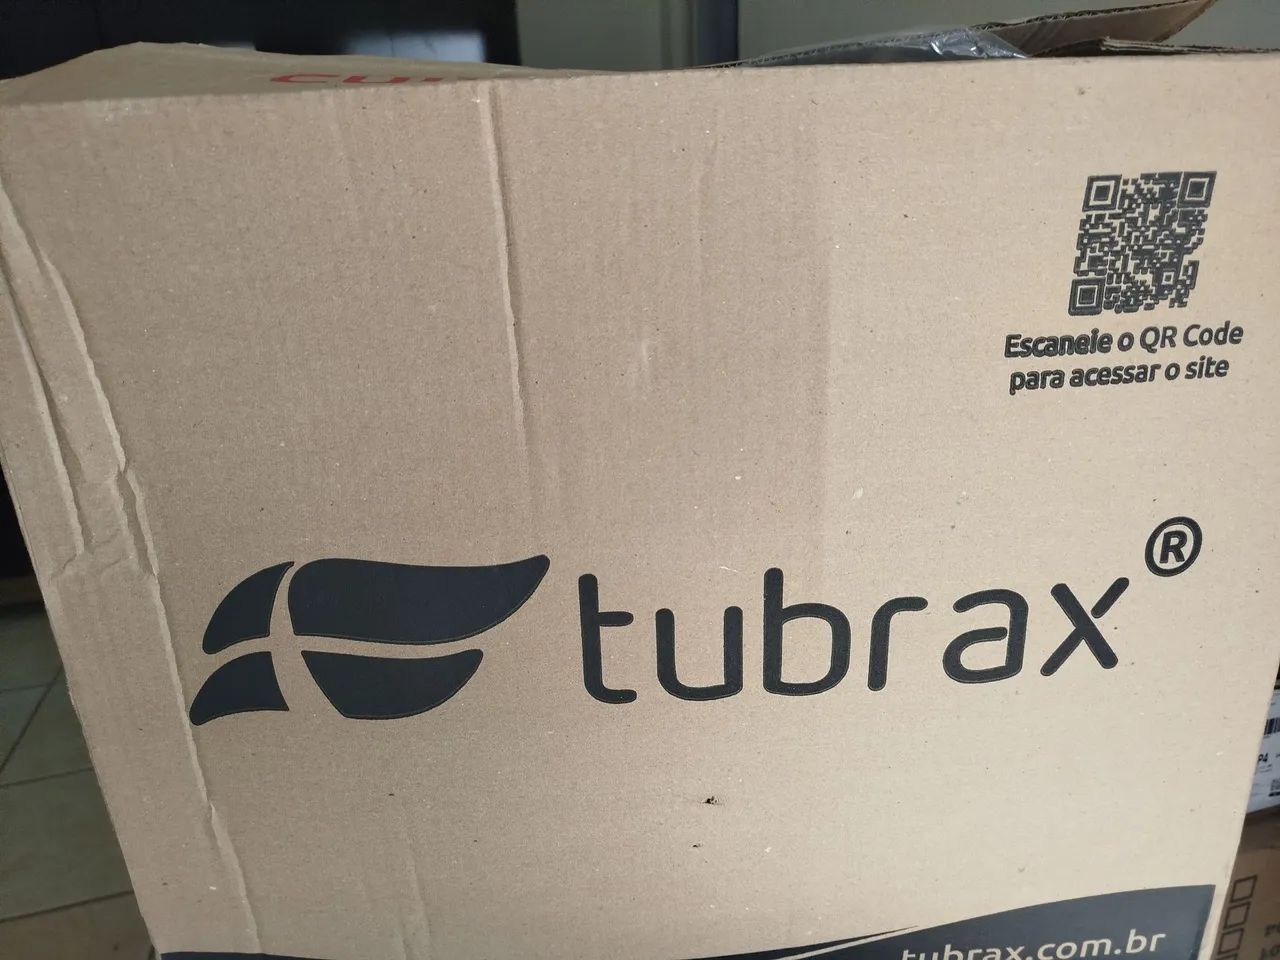 Escaneie o QR Code
para acessar o site
tubrax®
tubrax.com.br